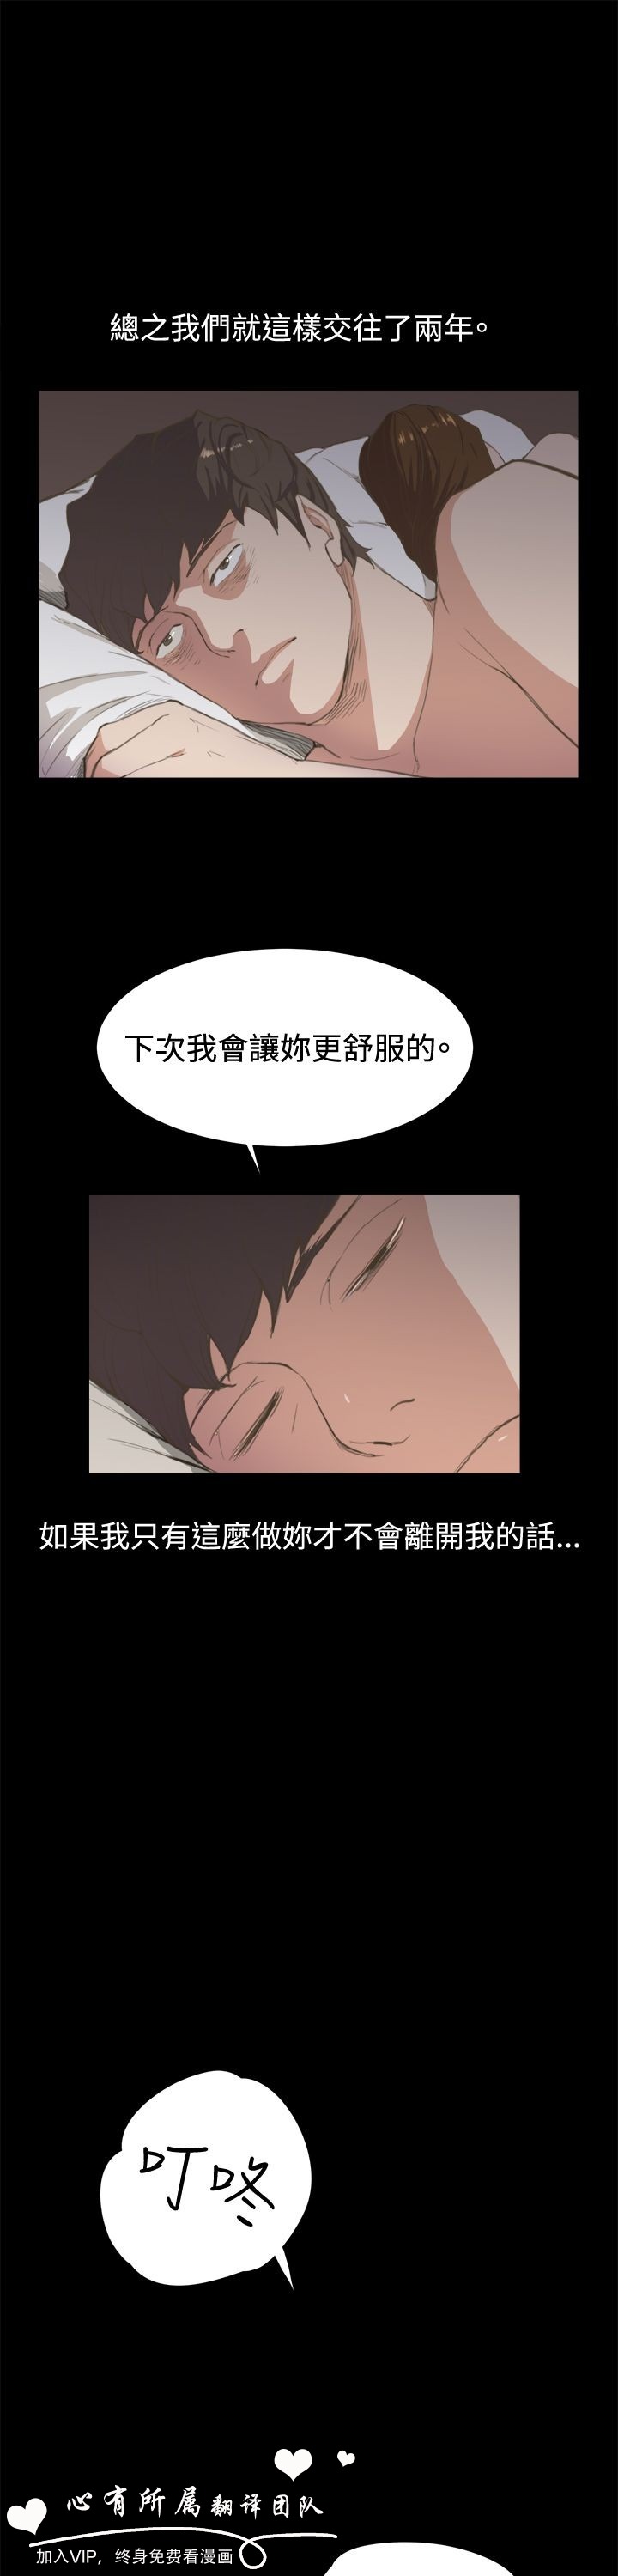 總之我們就這樣交往了兩年。
下次我會讓妳更舒服的。
如果我只有這麼做妳才不會離開我的話...
叮咚
心有所属翻译团队
加入VIP，终身免费看漫画